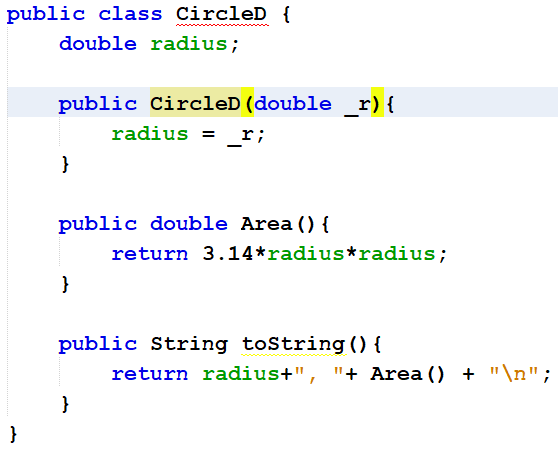 public class CircleD {
double radius;
public CircleD(double _r){
radius = _r;
}
public double Area(){
return 3.14*radius*radius;
}
public String toString(){
return radius+", "+ Area() + "\n";
}
}